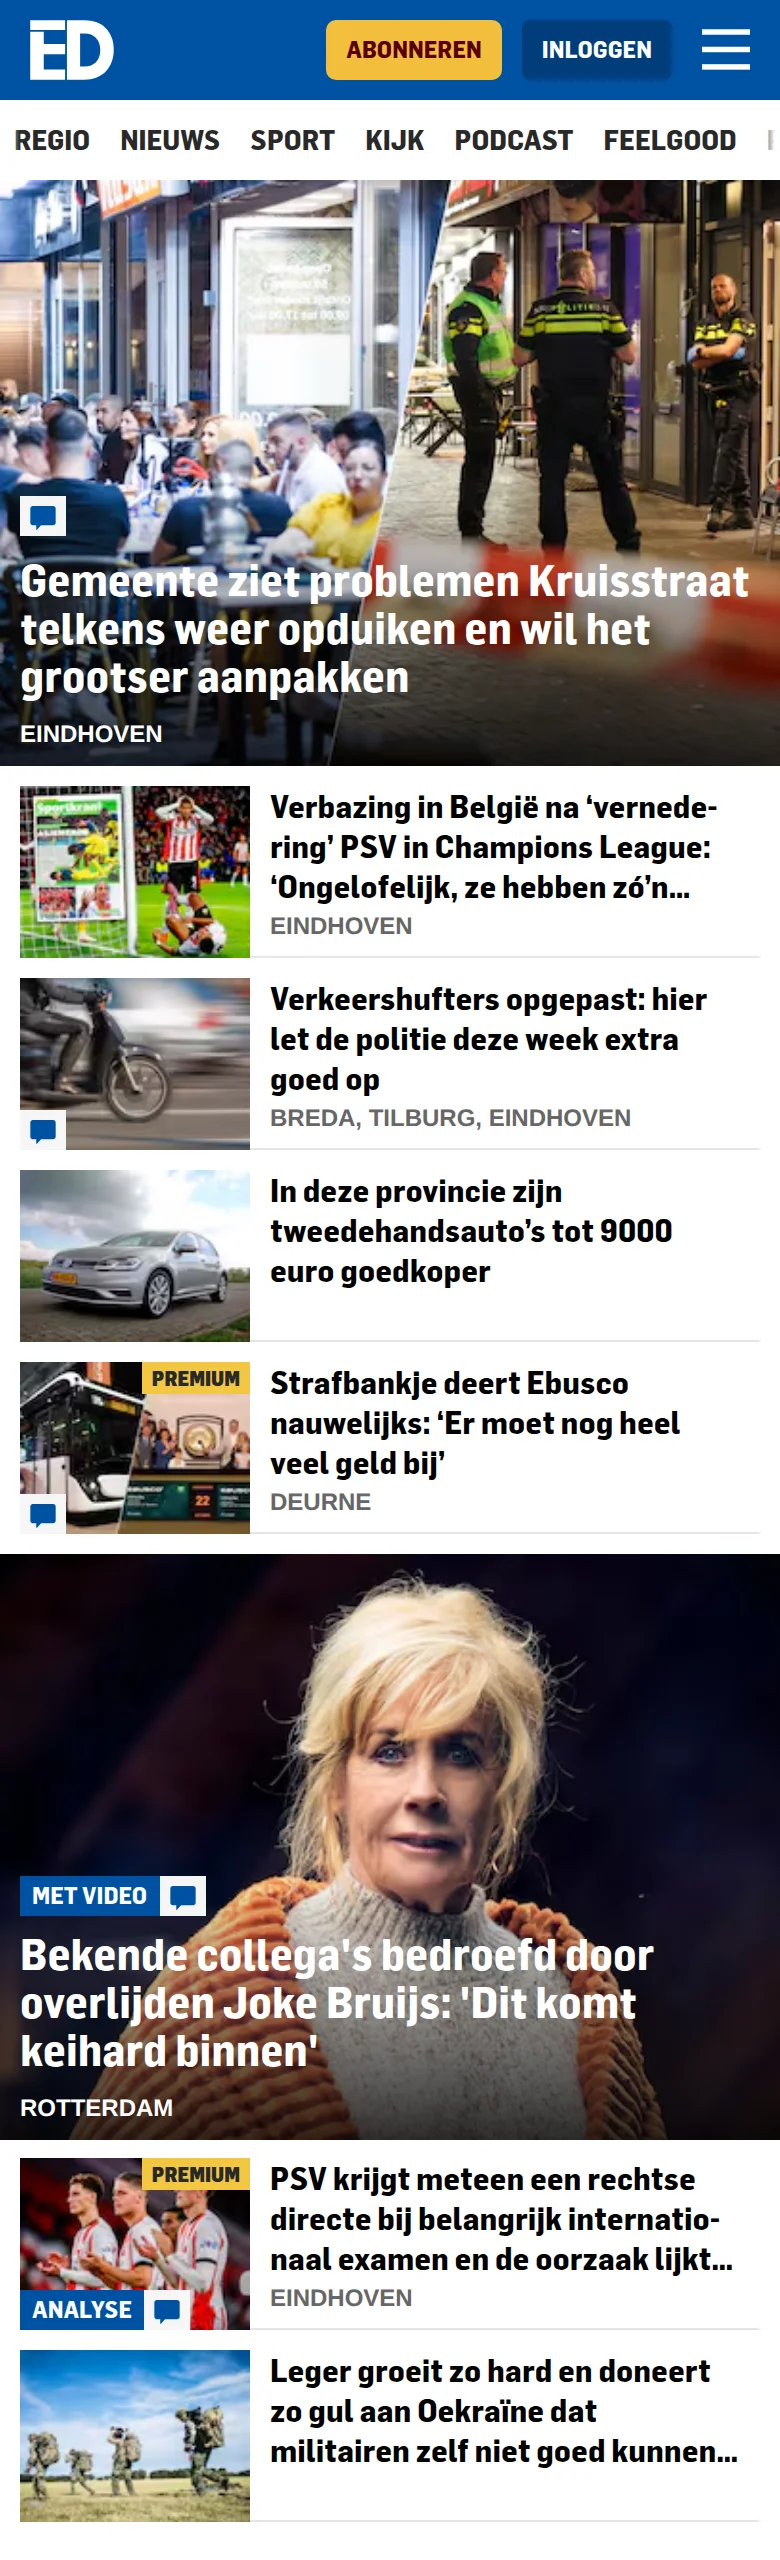 ED
ABONNEREN
INLOGGEN
REGIO NIEUWS SPORT KIJK PODCAST FEELGOOD
Gemeente ziet problemen Kruisstraat
telkens weer opduiken en wil het
grootser aanpakken
EINDHOVEN
Sportkrant
Verbazing in België na ‘vernede-
ring’ PSV in Champions League:
‘Ongelofelijk, ze hebben zó’n...
EINDHOVEN
Verkeershufters opgepast: hier
let de politie deze week extra
goed op
BREDA, TILBURG, EINDHOVEN
In deze provincie zijn
tweedehandsauto’s tot 9000
euro goedkoper
PREMIUM
22
Strafbankje deert Ebusco
nauwelijks: ‘Er moet nog heel
veel geld bij’
DEURNE
MET VIDEO
Bekende collega's bedroefd door
overlijden Joke Bruijs: 'Dit komt
keihard binnen'
ROTTERDAM
PREMIUM
ANALYSE
PSV krijgt meteen een rechtse
directe bij belangrijk internatio-
naal examen en de oorzaak lijkt...
EINDHOVEN
Leger groeit zo hard en doneert
zo gul aan Oekraïne dat
militairen zelf niet goed kunnen...